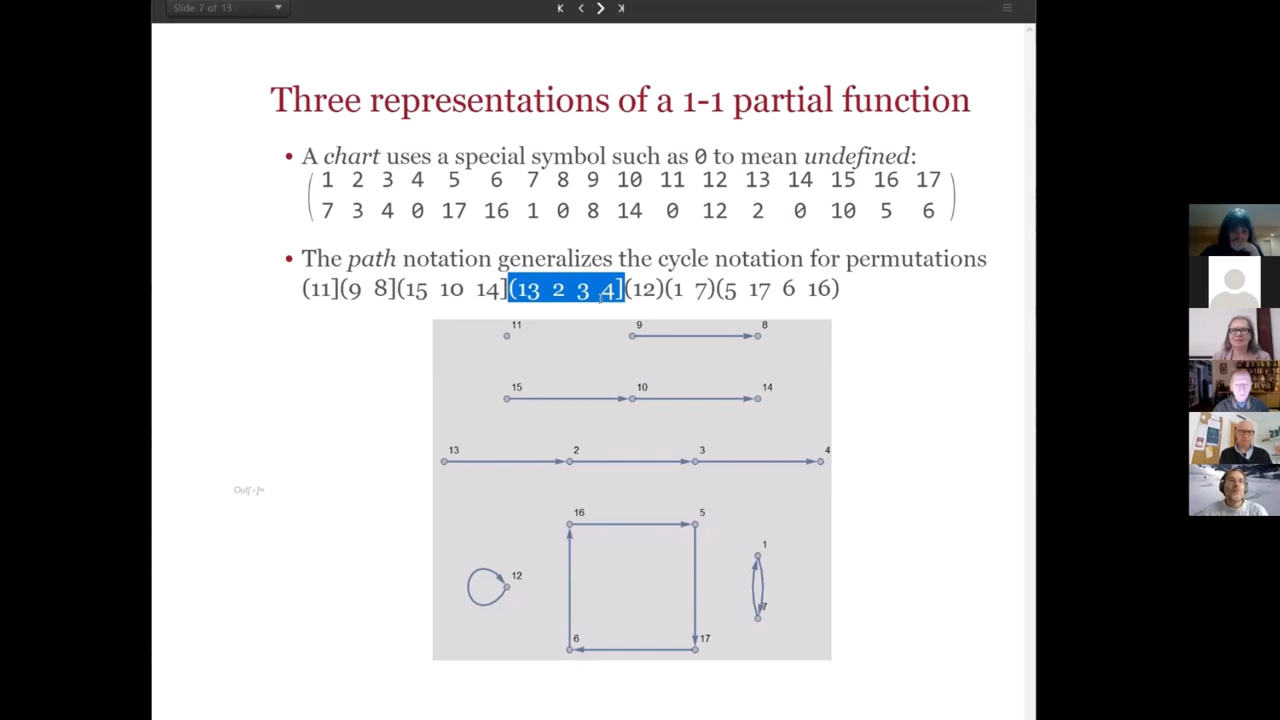 Slide 7 of 13
Three representations of a 1-1 partial function
• A chart uses a special symbol such as 0 to mean undefined:
1 2 3 4 5 6 7 8 9 10 11 12 13 14 15 16 17
7 3 4 0 17 16 1 0 8 14 0 12 2 0 10 5 6
• The path notation generalizes the cycle notation for permutations
(11](9 8](15 10 14](13 2 3 4](12)(1 7)(5 17 6 16)
11 9 8
15 10 14
13 2 3 4
Out[•]=
16 5
1
12
7
6 17